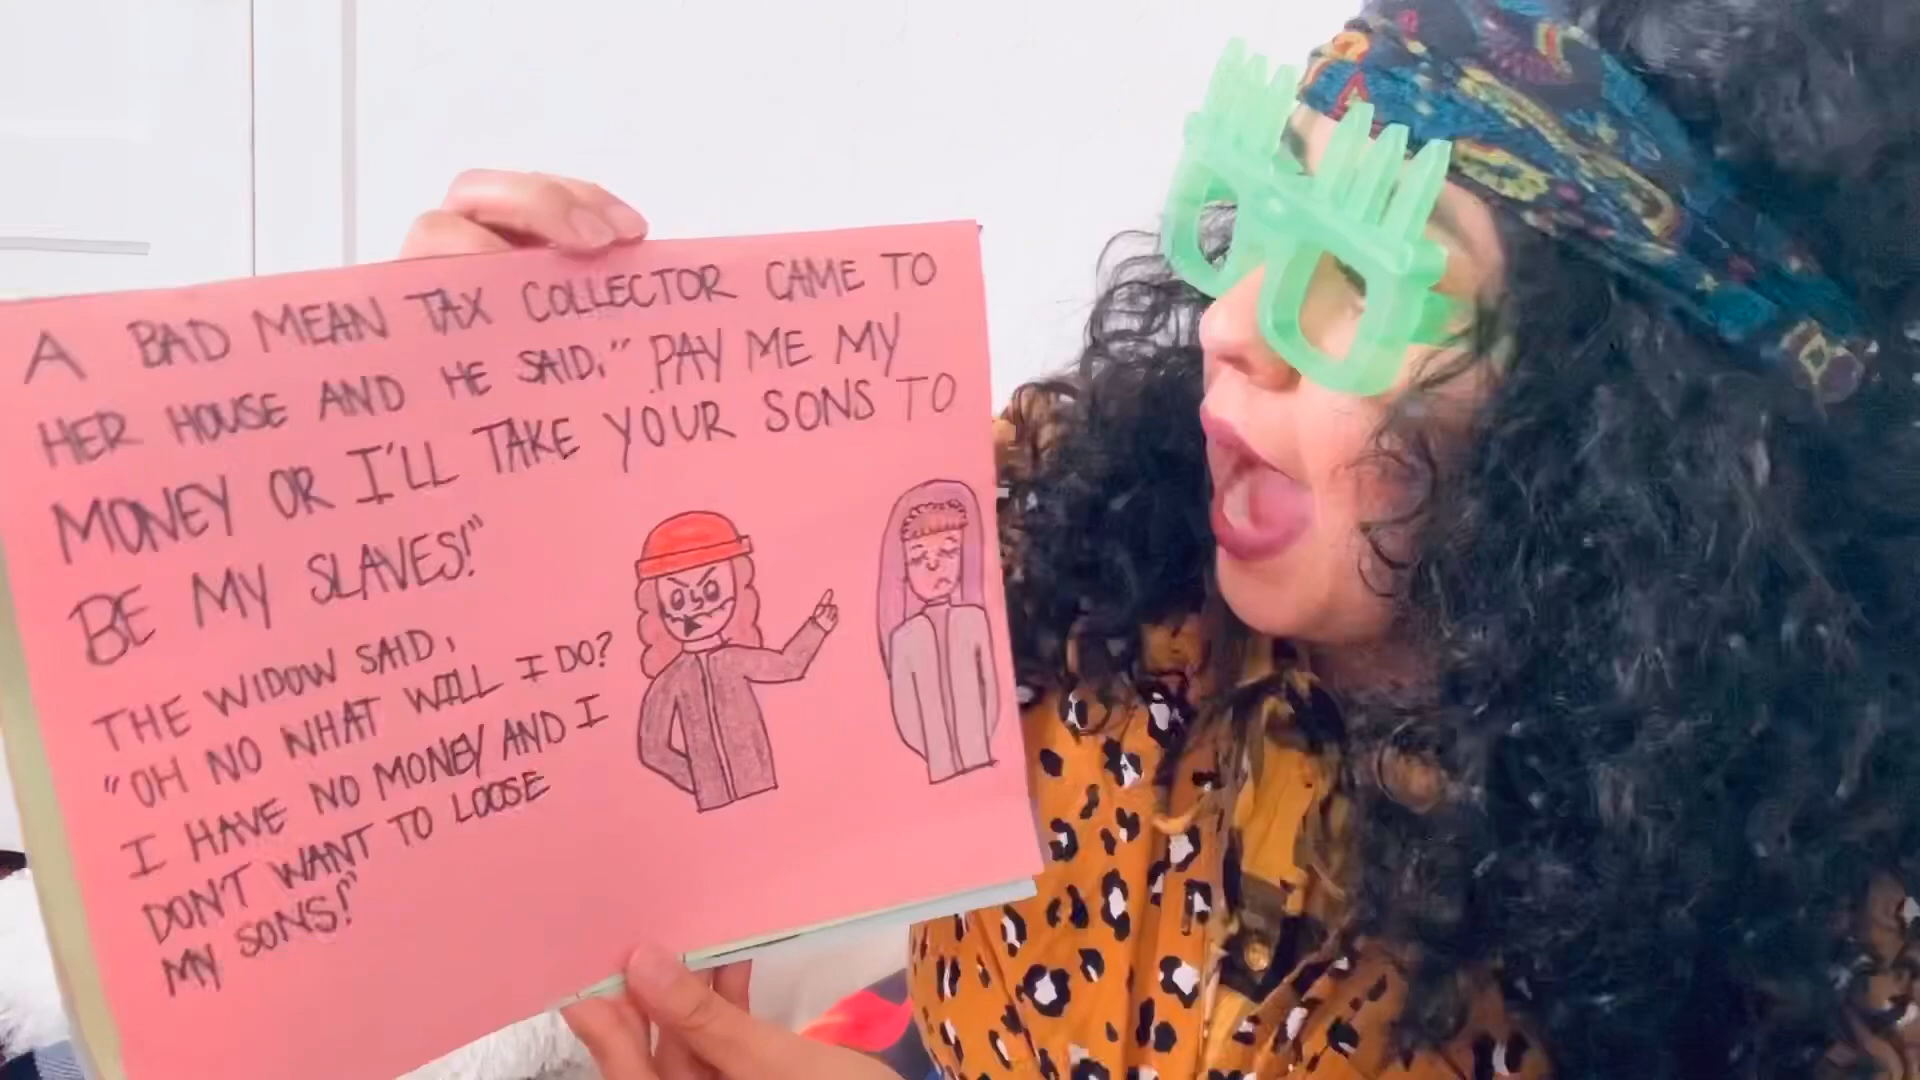 A BAD MEAN TAX COLLECTOR CAME TO
HER HOUSE AND HE SAID," PAY ME MY
MONEY OR I'LL TAKE YOUR SONS TO
BE MY SLAVES!"
THE WIDOW SAID,
"OH NO WHAT WILL I DO?
I HAVE NO MONEY AND I
DON'T WANT TO LOOSE
MY SONS!"